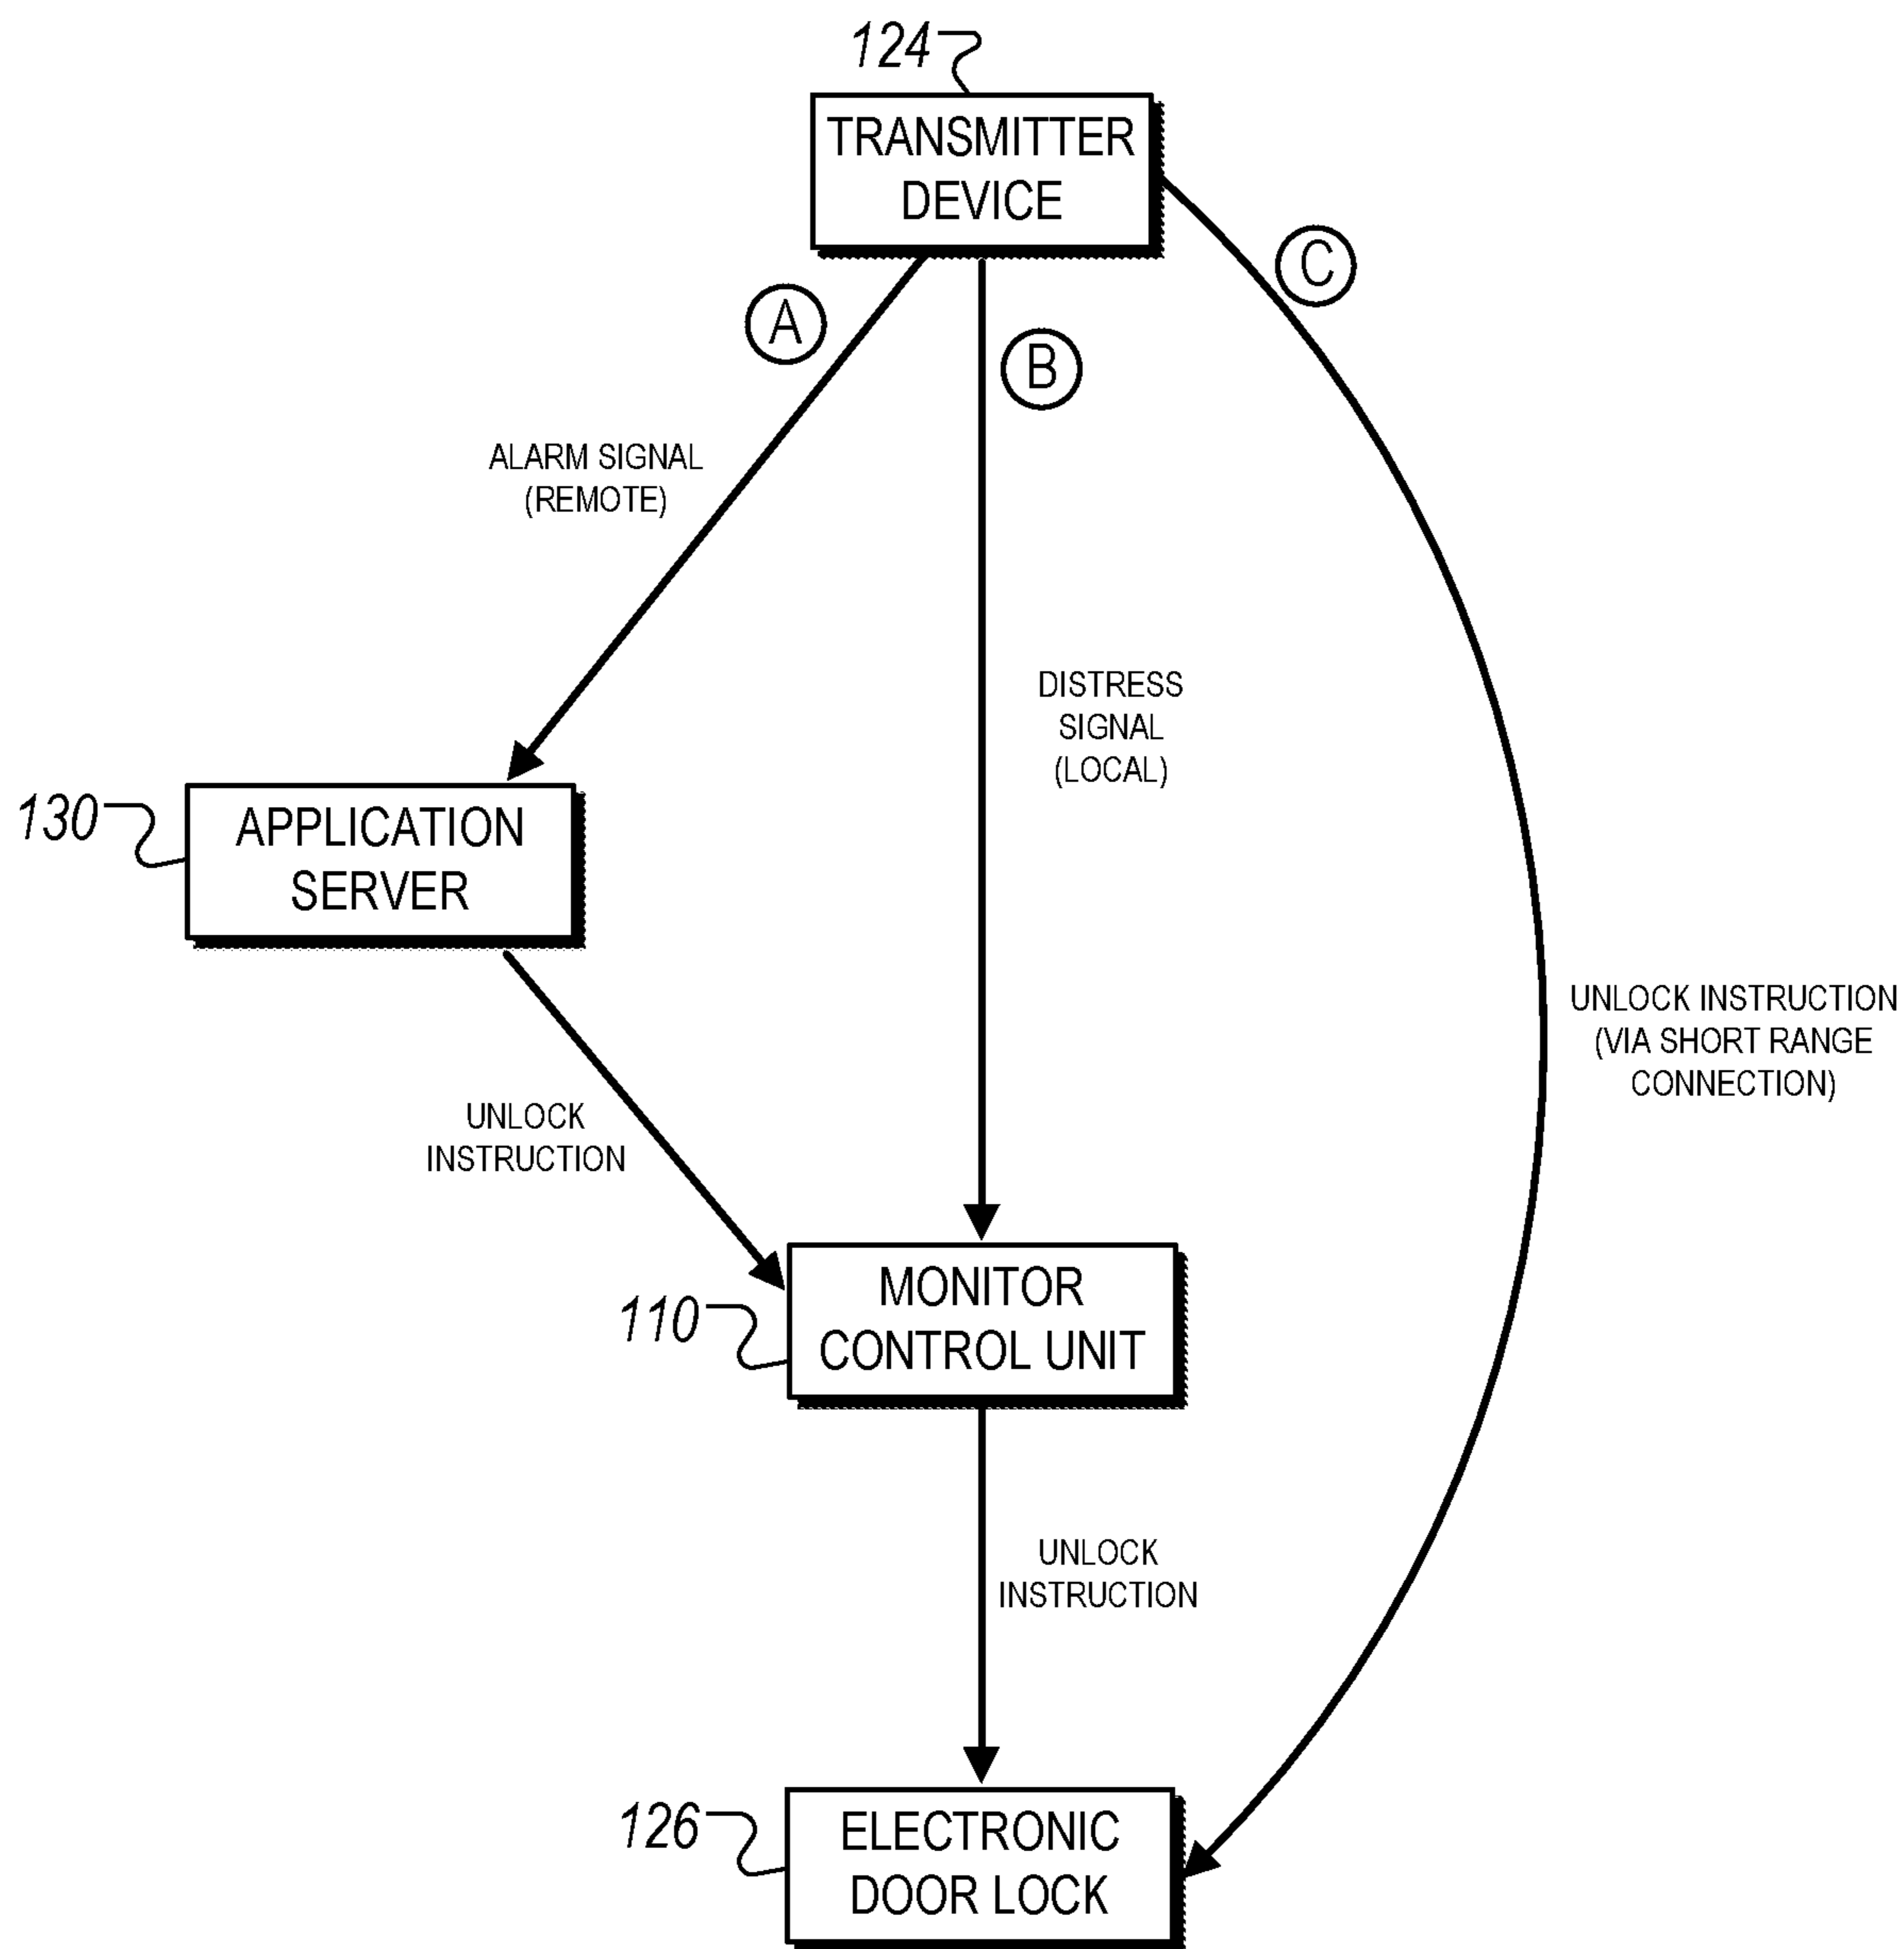 124
TRANSMITTER
DEVICE
A
B
C
ALARM SIGNAL
(REMOTE)
DISTRESS
SIGNAL
(LOCAL)
130
APPLICATION
SERVER
UNLOCK INSTRUCTION
(VIA SHORT RANGE
CONNECTION)
UNLOCK
INSTRUCTION
110
MONITOR
CONTROL UNIT
UNLOCK
INSTRUCTION
126
ELECTRONIC
DOOR LOCK